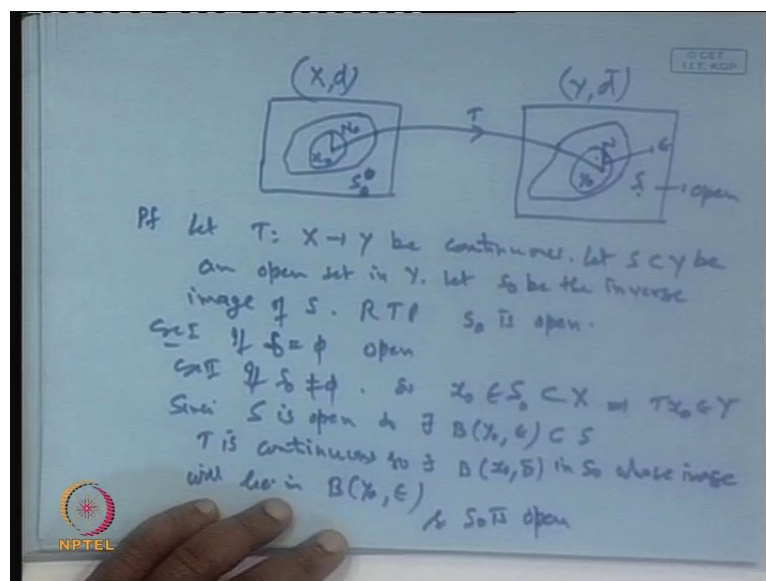 © CET
I.I.T. KGP
(X,d)
(Y,d̄)
T
N₀
x₀
S₀
N
ε
y₀
S → open
Pf Let T: X → Y be continuous. Let S ⊂ Y be
an open set in Y. Let S₀ be the inverse
image of S. RTP S₀ is open.
Case I If S₀ = φ open
Case II If S₀ ≠ φ. So x₀ ∈ S₀ ⊂ X ⇒ Tx₀ ∈ Y
Since S is open so ∃ B(y₀, ε) ⊂ S
T is continuous so ∃ B(x₀, δ) in S₀ whose image
will lie in B(y₀, ε)
So S₀ is open
NPTEL